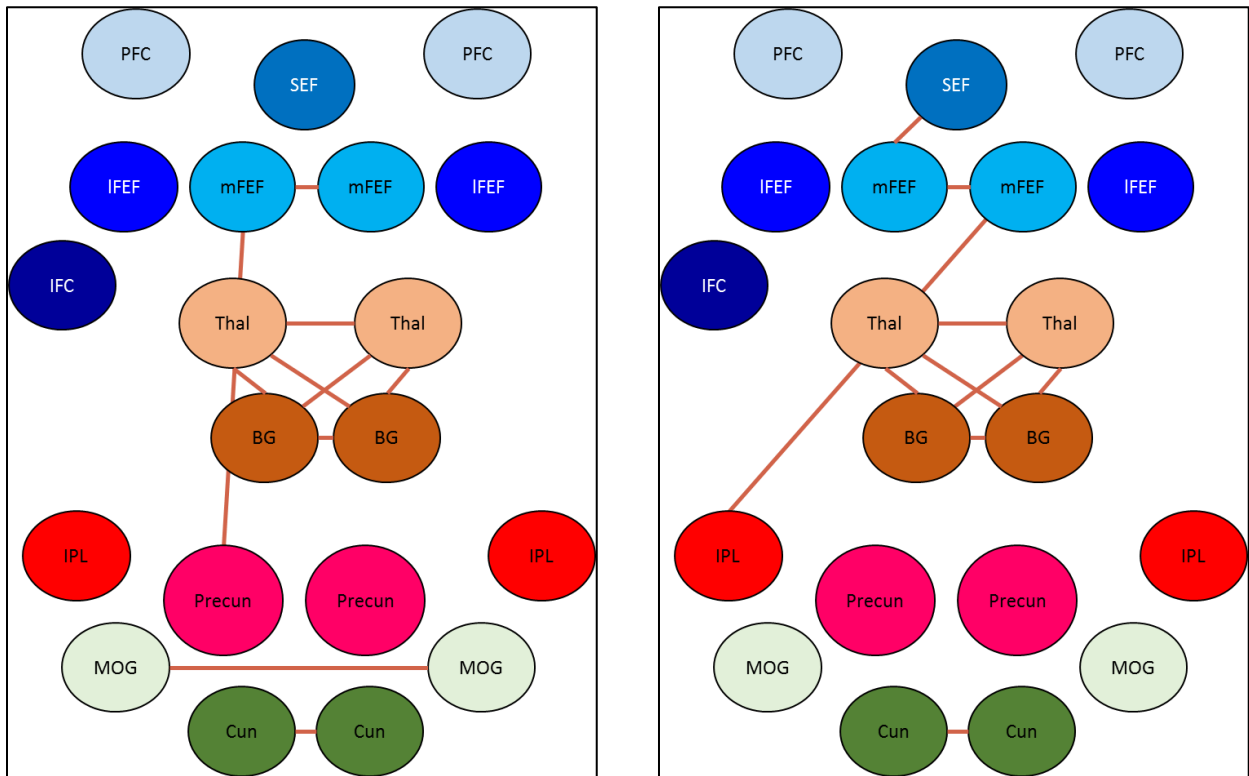 PFC
PFC
SEF
lFEF
mFEF
mFEF
lFEF
IFC
Thal
Thal
BG
BG
IPL
IPL
Precun
Precun
MOG
MOG
Cun
Cun
PFC
PFC
SEF
lFEF
mFEF
mFEF
lFEF
IFC
Thal
Thal
BG
BG
IPL
IPL
Precun
Precun
MOG
MOG
Cun
Cun